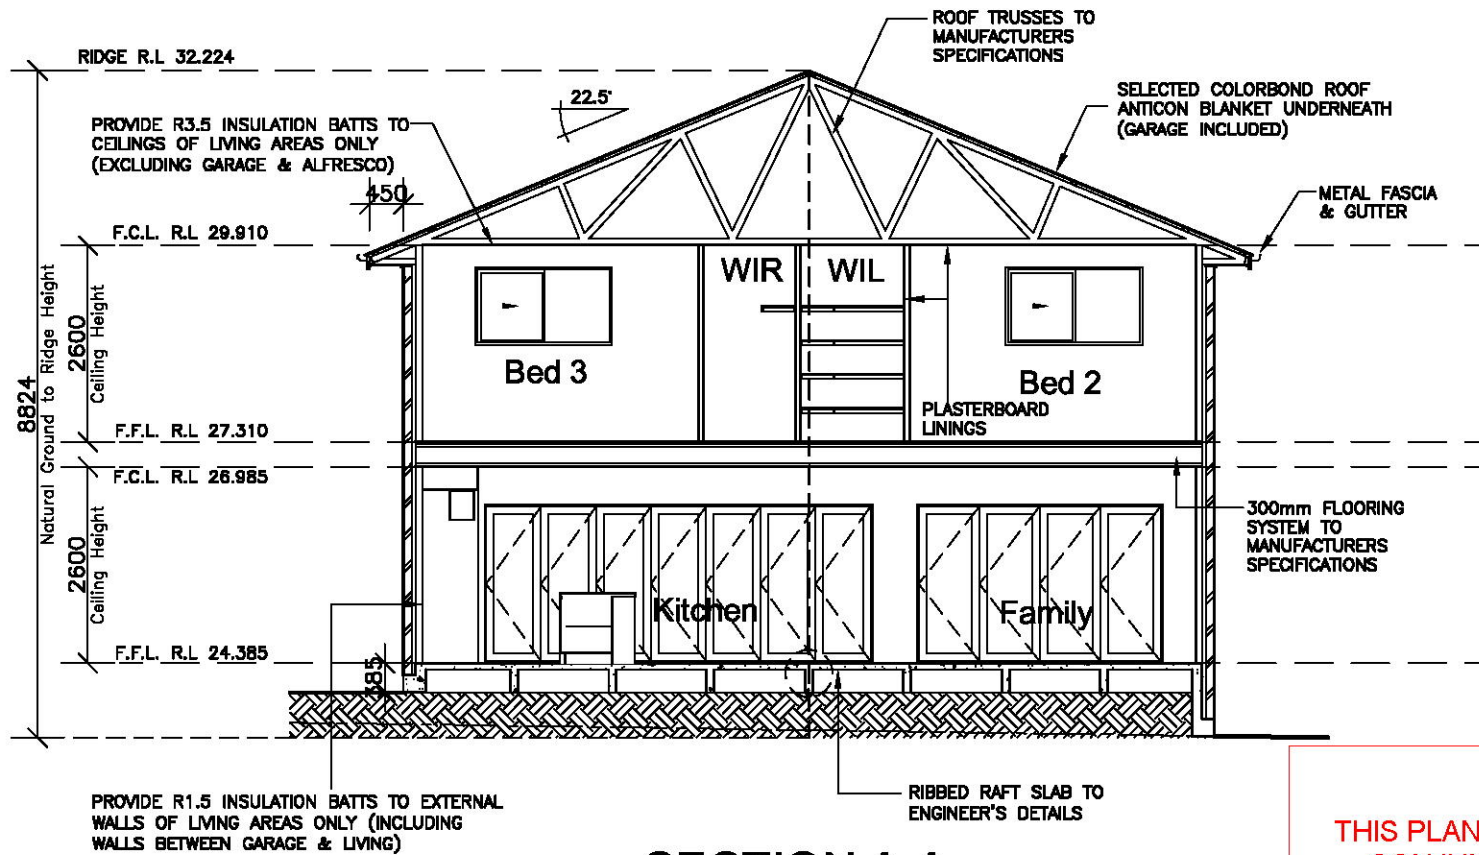 ROOF TRUSSES TO
MANUFACTURERS
SPECIFICATIONS
RIDGE R.L 32.224
22.5°
SELECTED COLORBOND ROOF
ANTICON BLANKET UNDERNEATH
(GARAGE INCLUDED)
PROVIDE R3.5 INSULATION BATTS TO
CEILINGS OF LIVING AREAS ONLY
(EXCLUDING GARAGE & ALFRESCO)
450
METAL FASCIA
& GUTTER
F.C.L. R.L 29.910
WIR
WIL
Bed 3
Bed 2
2600
Ceiling Height
8824
Natural Ground to Ridge Height
PLASTERBOARD
LININGS
F.F.L. R.L 27.310
F.C.L. R.L 26.985
300mm FLOORING
SYSTEM TO
MANUFACTURERS
SPECIFICATIONS
2600
Ceiling Height
Kitchen
Family
F.F.L. R.L 24.385
385
PROVIDE R1.5 INSULATION BATTS TO EXTERNAL
WALLS OF LIVING AREAS ONLY (INCLUDING
WALLS BETWEEN GARAGE & LIVING)
RIBBED RAFT SLAB TO
ENGINEER'S DETAILS
THIS PLAN